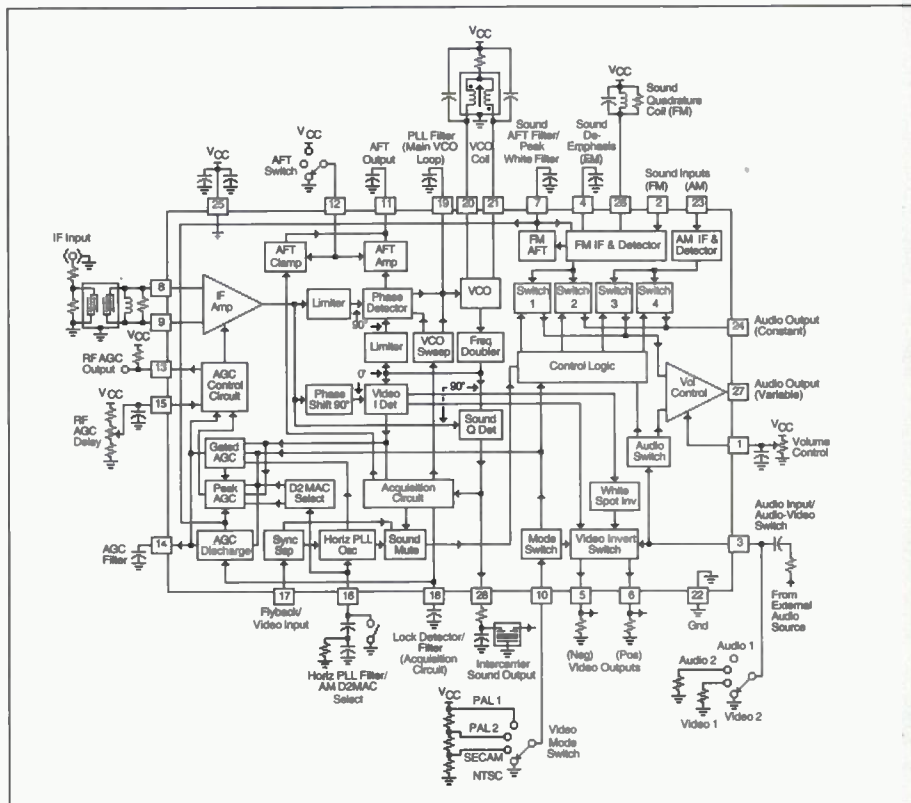 VCC
Sound
Quadrature
Coil (FM)
VCC
Sound
AFT Filter/
Peak
White Filter
Sound
De-
Emphasis
(EM)
PLL Filter
(Main VCO
Loop)
VCO
Coil
VCC
AFT
Switch
AFT
Output
VCC
Sound Inputs
(FM)
(AM)
25
12
11
19
20
21
7
4
2
23
IF Input
AFT
Clamp
AFT
Amp
FM
AFT
FM IF & Detector
AM IF &
Detector
8
9
IF
Amp
Limiter
90°
Phase
Detector
VCO
Switch
1
Switch
2
Switch
3
Switch
4
24
Audio Output
(Constant)
VCC
RF AGC
Output
13
Limiter
VCO
Sweep
Freq
Doubler
Control Logic
AGC
Control
Circuit
0°
90°
Vol
Control
27
Audio Output
(Variable)
VCC
15
RF
AGC
Delay
Phase
Shift 90°
Video
I Det
Sound
Q Det
VCC
1
Volume
Control
Gated
AGC
Audio
Switch
Peak
AGC
D2MAC
Select
Acquisition
Circuit
White
Spot Inv
Audio Input/
Audio-Video
Switch
AGC
Filter
14
AGC
Discharge
Sync
Sep
Horiz PLL
Osc
Sound
Mute
Mode
Switch
Video Invert
Switch
3
17
16
18
28
10
5
6
22
Flyback/
Video Input
Lock Detector/
Filter
(Acquisition
Circuit)
Gnd
From
External
Audio
Source
Intercarrier
Sound Output
(Neg)
(Pos)
Video Outputs
Horiz PLL Filter/
AM D2MAC
Select
Audio 1
Audio 2
Video 1
Video 2
VCC
PAL 1
PAL 2
SECAM
NTSC
Video
Mode
Switch